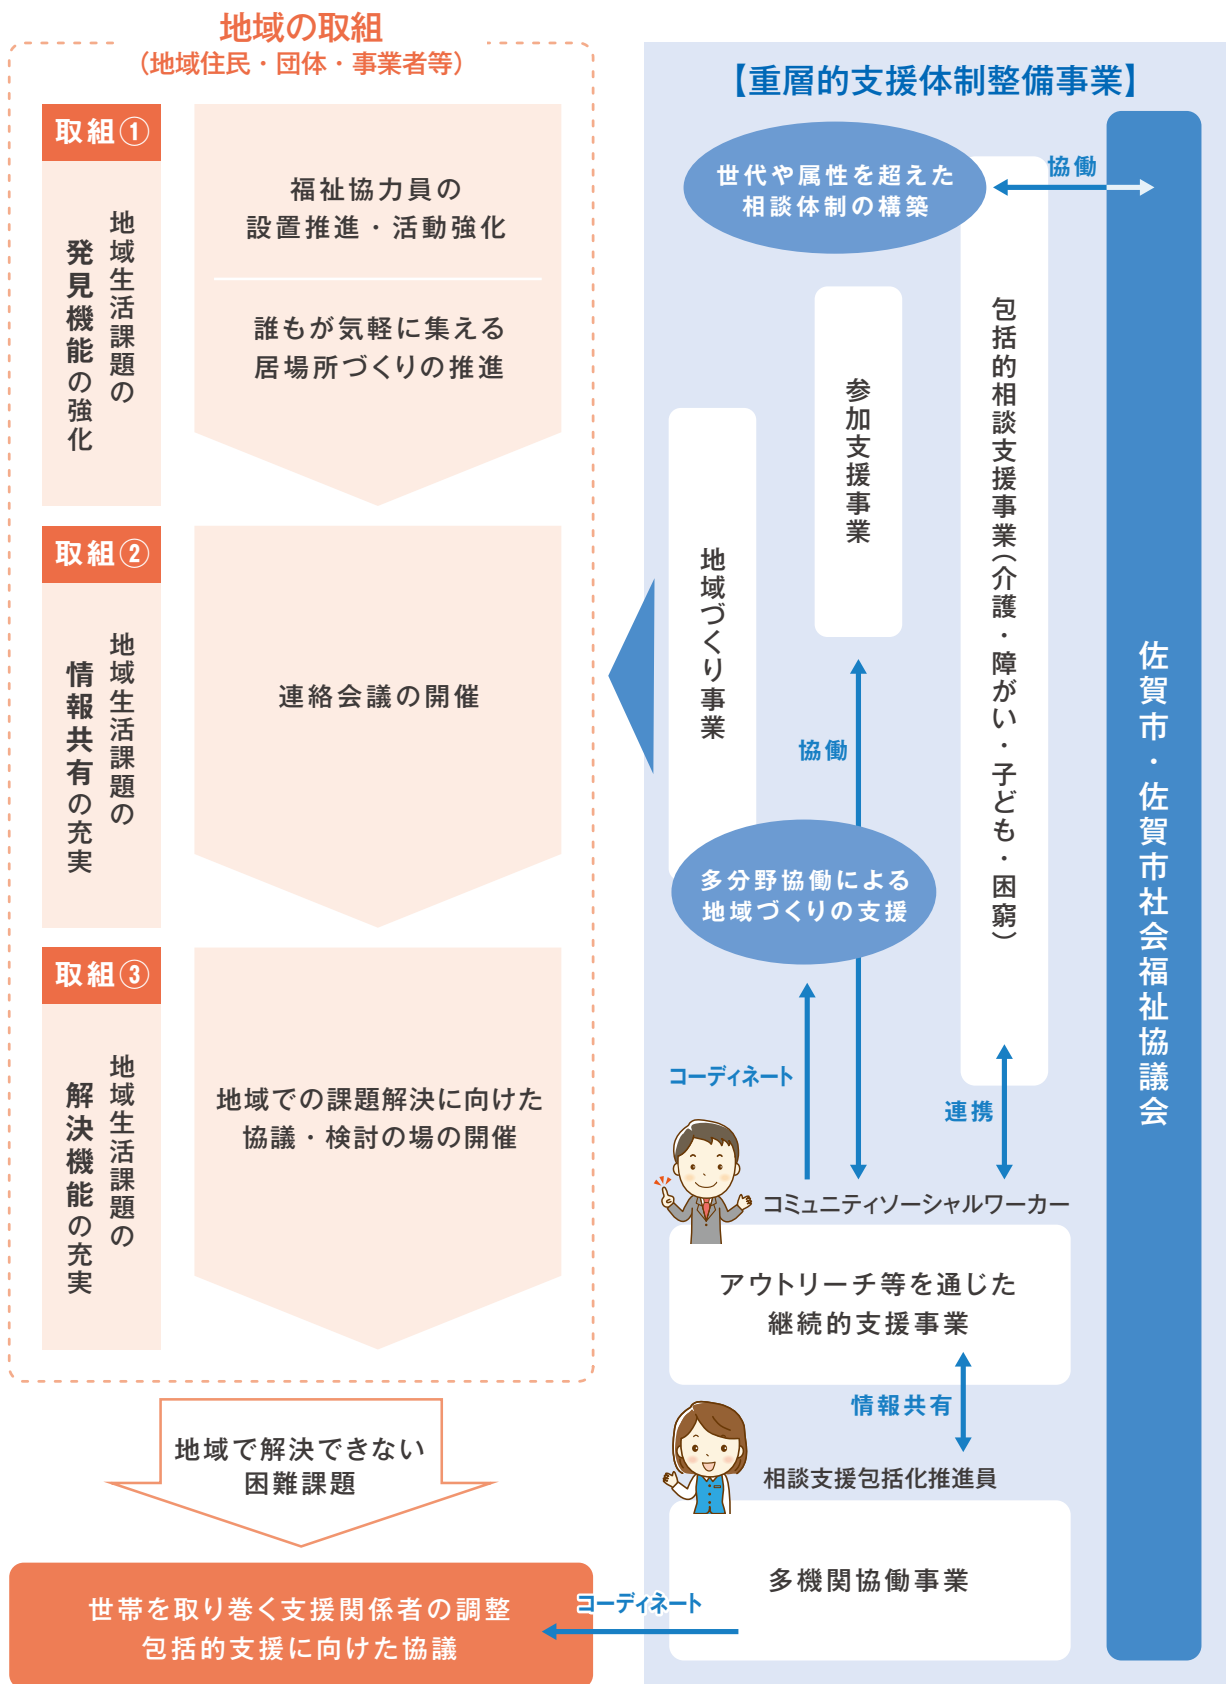 地域の取組
（地域住民・団体・事業者等）
取組①
地域生活課題の
発見機能の強化
福祉協力員の
設置推進・活動強化
誰もが気軽に集える
居場所づくりの推進
取組②
地域生活課題の
情報共有の充実
連絡会議の開催
取組③
地域生活課題の
解決機能の充実
地域での課題解決に向けた
協議・検討の場の開催
地域で解決できない
困難課題
世帯を取り巻く支援関係者の調整
包括的支援に向けた協議
【重層的支援体制整備事業】
世代や属性を超えた
相談体制の構築
協働
包括的相談支援事業（介護・障がい・子ども・困窮）
参加支援事業
地域づくり事業
協働
多分野協働による
地域づくりの支援
コーディネート
連携
コミュニティソーシャルワーカー
アウトリーチ等を通じた
継続的支援事業
情報共有
相談支援包括化推進員
多機関協働事業
コーディネート
佐賀市・佐賀市社会福祉協議会